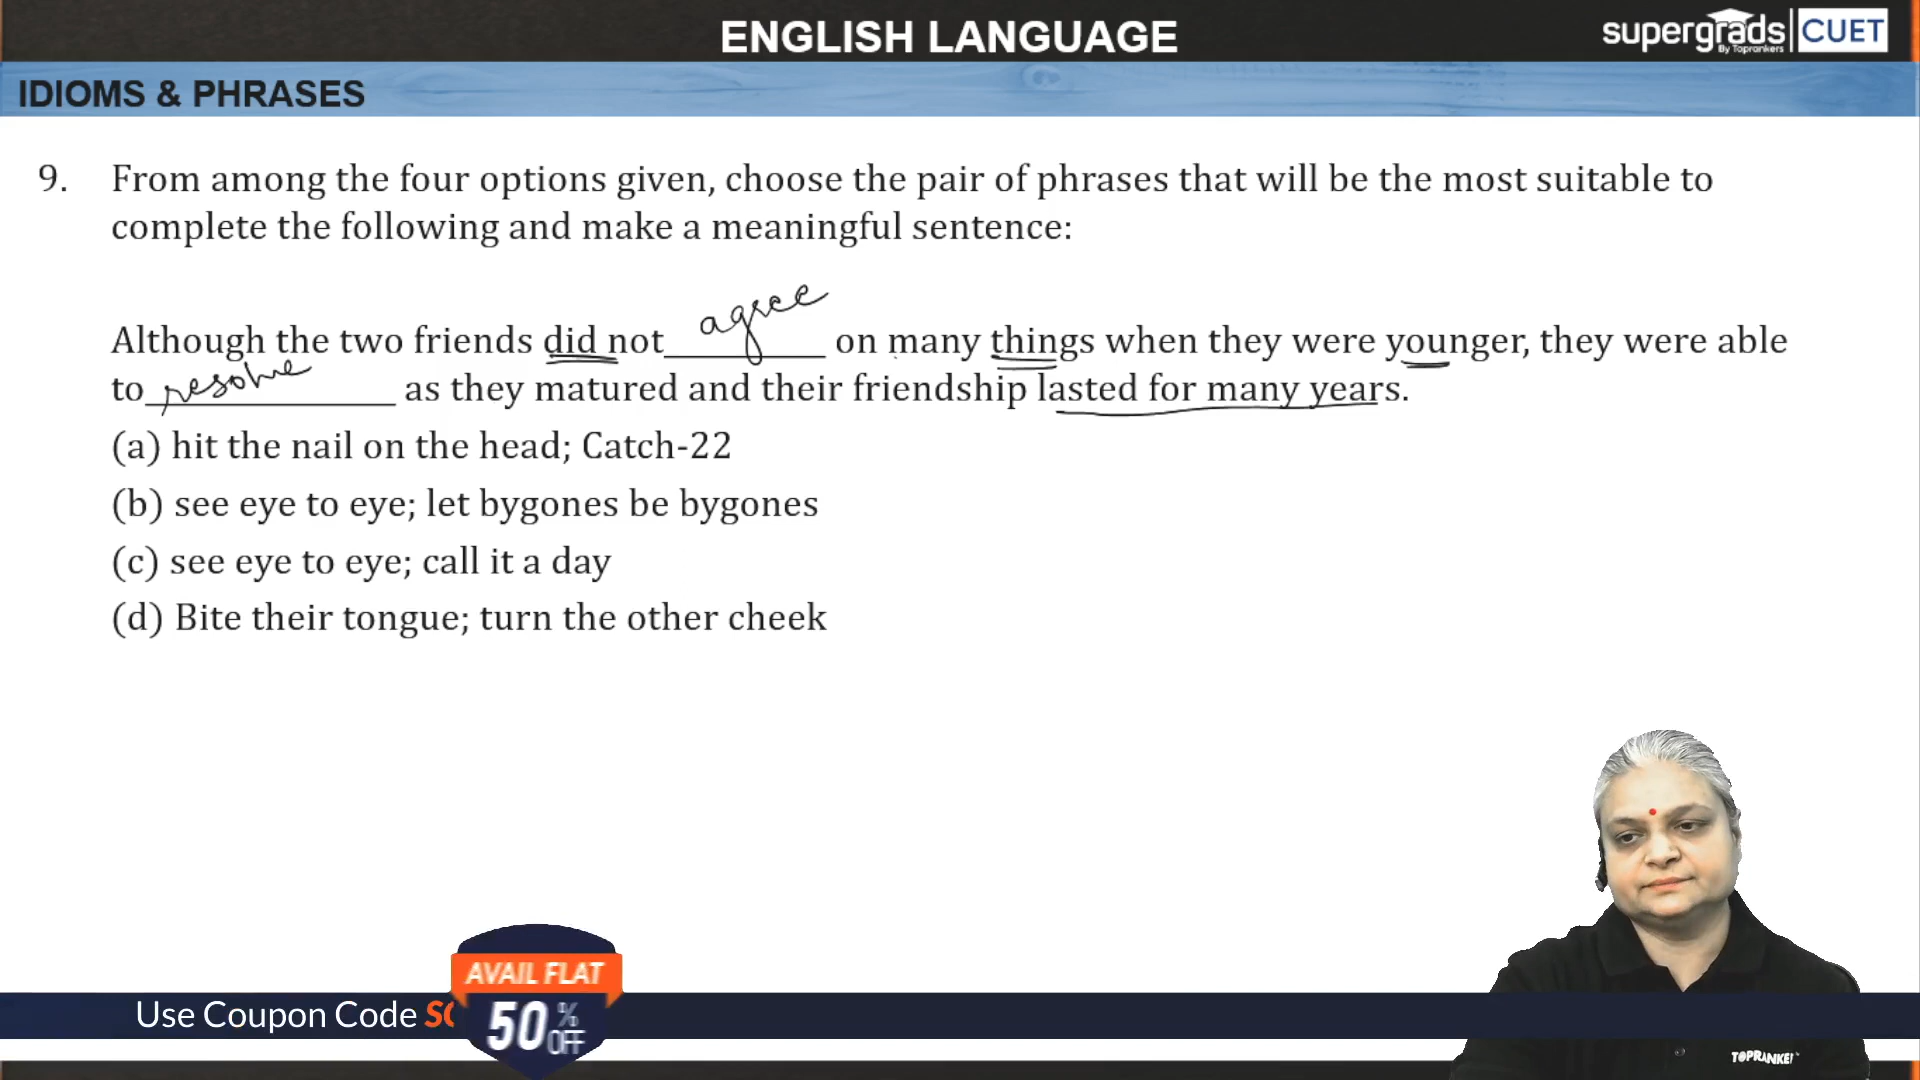 ENGLISH LANGUAGE
supergrads CUET
By Toprankers
IDIOMS & PHRASES
9. From among the four options given, choose the pair of phrases that will be the most suitable to
complete the following and make a meaningful sentence:
agree
Although the two friends did not__________ on many things when they were younger, they were able
resolve
to________________ as they matured and their friendship lasted for many years.
(a) hit the nail on the head; Catch-22
(b) see eye to eye; let bygones be bygones
(c) see eye to eye; call it a day
(d) Bite their tongue; turn the other cheek
AVAIL FLAT
Use Coupon Code
50% OFF